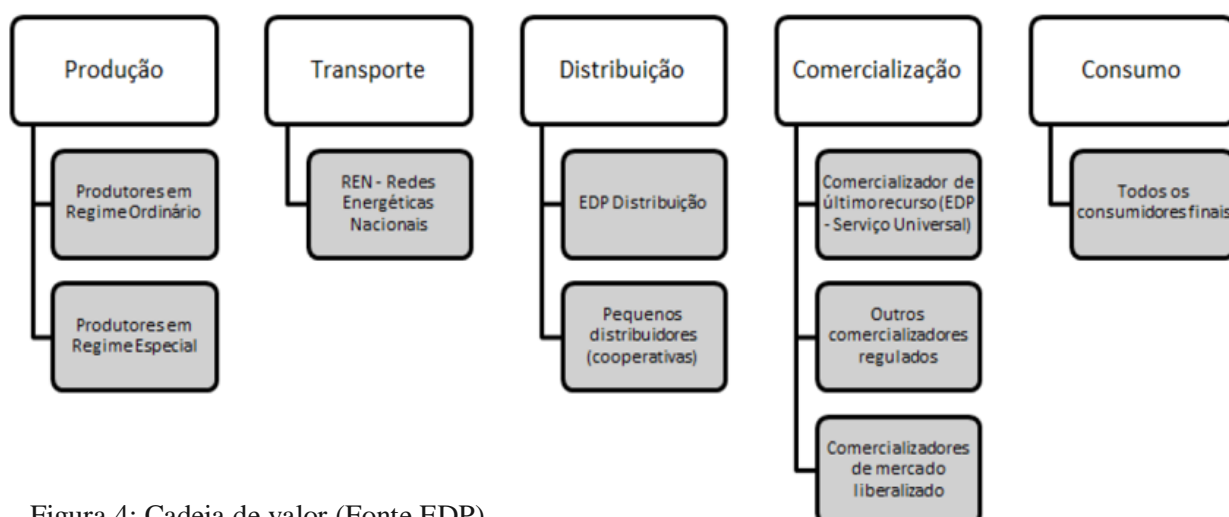 Produção
Produtores em
Regime Ordinário
Produtores em
Regime Especial
Transporte
REN - Redes
Energéticas
Nacionais
Distribuição
EDP Distribuição
Pequenos
distribuidores
(cooperativas)
Comercialização
Comercializador de
último recurso (EDP
- Serviço Universal)
Outros
comercializadores
regulados
Comercializadores
de mercado
liberalizado
Consumo
Todos os
consumidores finais
Figura 4: Cadeia de valor (Fonte EDP)